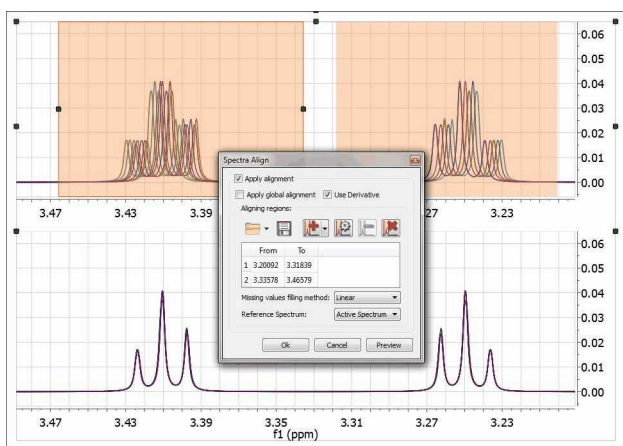 0.06
0.05
0.04
0.03
0.02
0.01
0.00
3.47 3.43 3.39 3.27 3.23
Spectra Align
Apply alignment
Apply global alignment Use Derivative
Aligning regions:
From To
1 3.20092 3.31839
2 3.33578 3.46579
Missing values filling method: Linear
Reference Spectrum: Active Spectrum
Ok Cancel Preview
0.06
0.05
0.04
0.03
0.02
0.01
0.00
3.47 3.43 3.39 3.35 3.31 3.27 3.23
f1 (ppm)